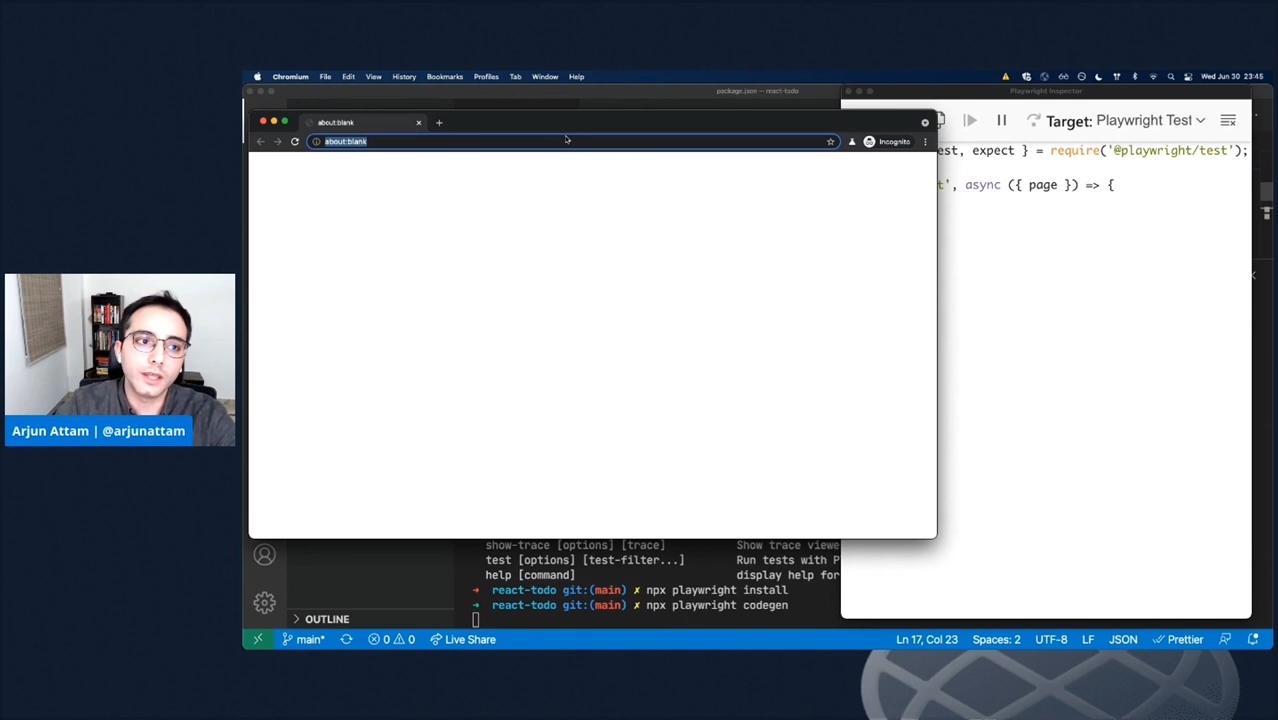 Chromium File Edit View History Bookmarks Profiles Tab Window Help
Wed Jun 30 23:45
package.json — react-todo
Playwright Inspector
about:blank
Target: Playwright Test
about:blank
Incognito
est, expect } = require('@playwright/test');
t', async ({ page }) => {
Arjun Attam | @arjunattam
show-trace [options] [trace] Show trace viewe
test [options] [test-filter...] Run tests with P
help [command] display help for
➜ react-todo git:(main) ✗ npx playwright install
➜ react-todo git:(main) ✗ npx playwright codegen
OUTLINE
main* 0 0 Live Share Ln 17, Col 23 Spaces: 2 UTF-8 LF JSON Prettier